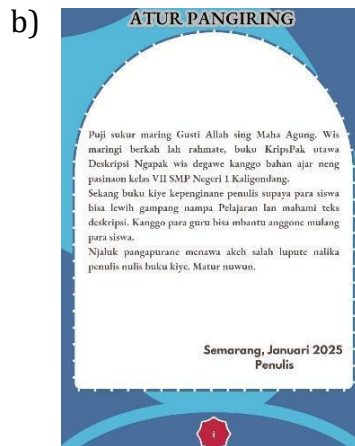 b)
ATUR PANGIRING
Puji sukur maring Gusti Allah sing Maha Agung. Wis
maringi berkah lah rahmate, buku KripsPak utawa
Deskripsi Ngapak wis degawe kanggo bahan ajar neng
pasinaon kelas VII SMP Negeri 1 Kaligondang.
Sekang buku kiye kepenginane penulis supaya para siswa
bisa lewih gampang nampa Pelajaran lan mahami teks
deskripsi. Kanggo para guru bisa mbantu anggone mulang
para siswa.
Njaluk pangapurane menawa akeh salah lupute nalika
penulis nulis buku kiye. Matur nuwun.
Semarang, Januari 2025
Penulis
i